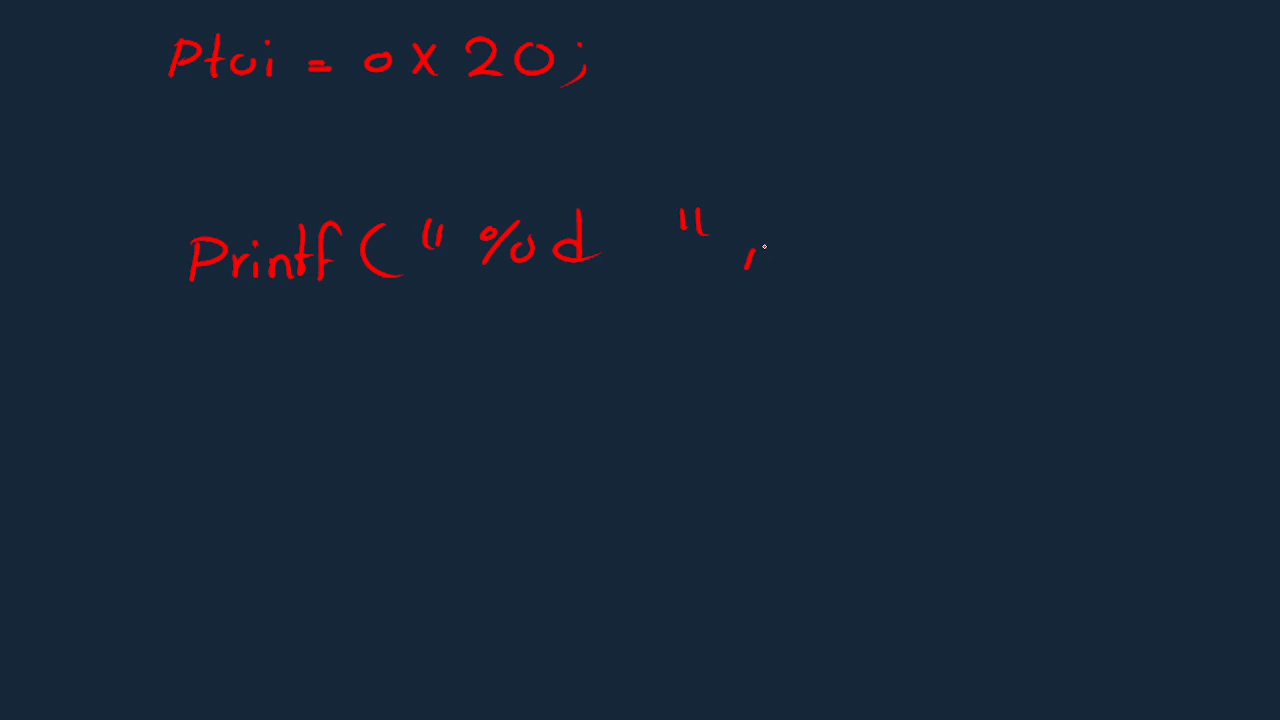 Ptoi = 0X20;
Printf(" %d ",